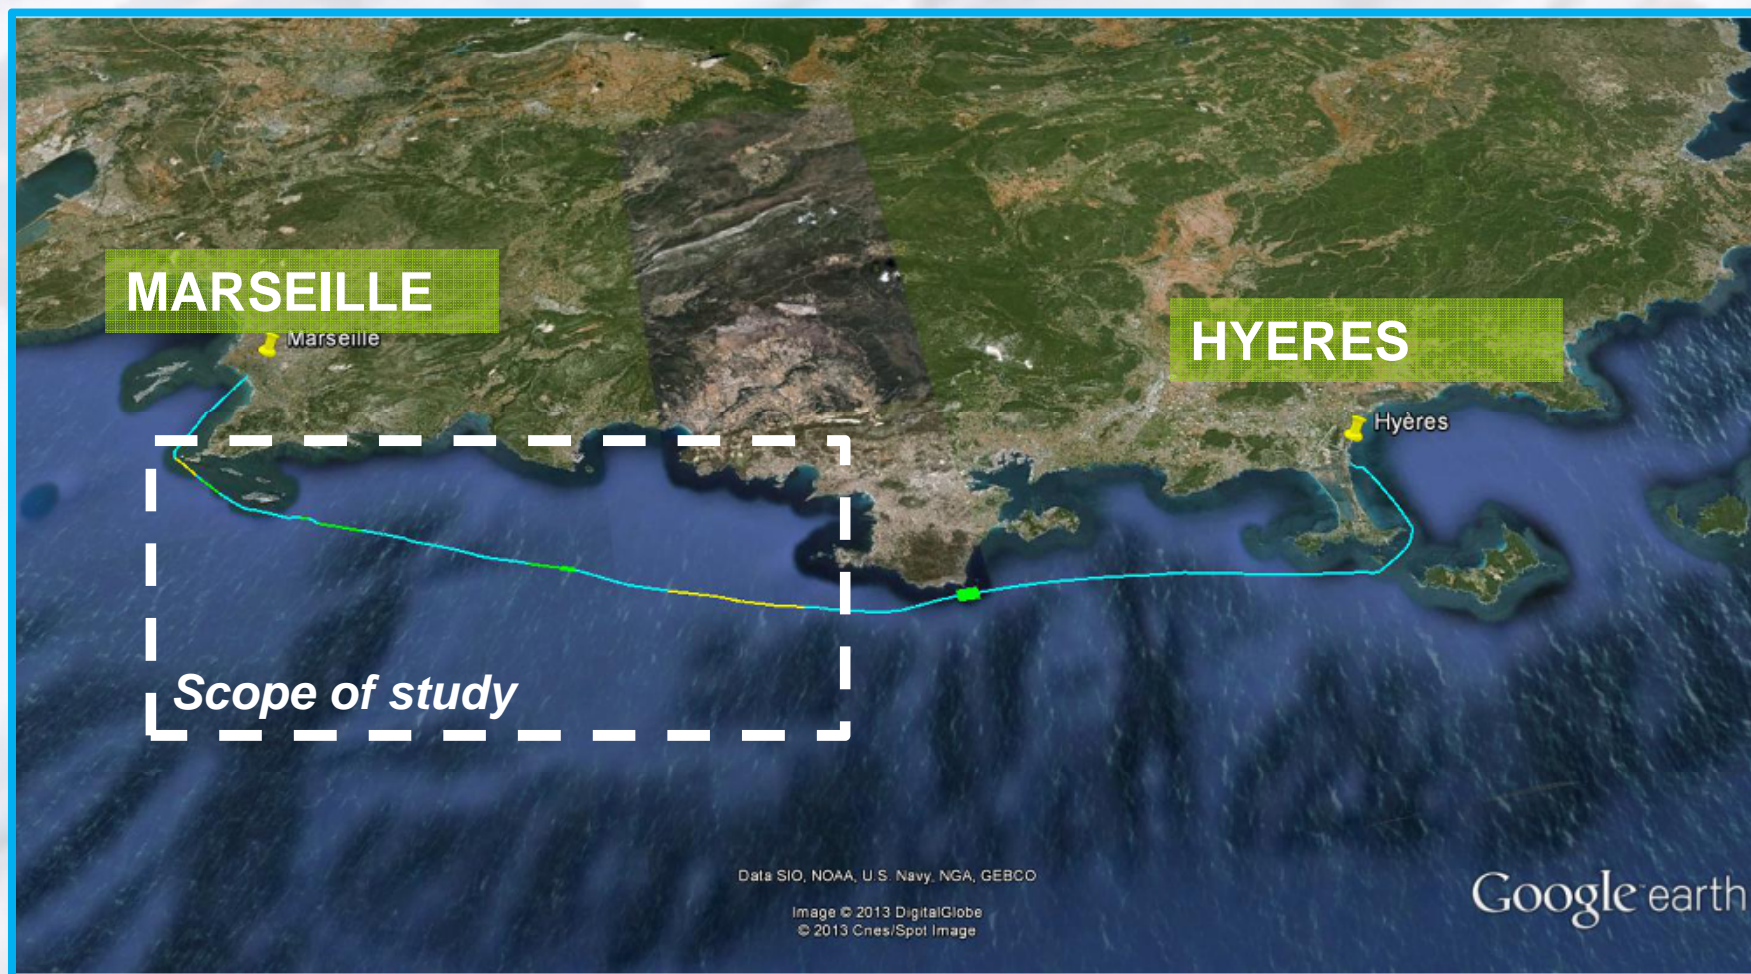 MARSEILLE
Marseille
HYERES
Hyères
Scope of study
Data SIO, NOAA, U.S. Navy, NGA, GEBCO
Image © 2013 DigitalGlobe
© 2013 Cnes/Spot Image
Google earth